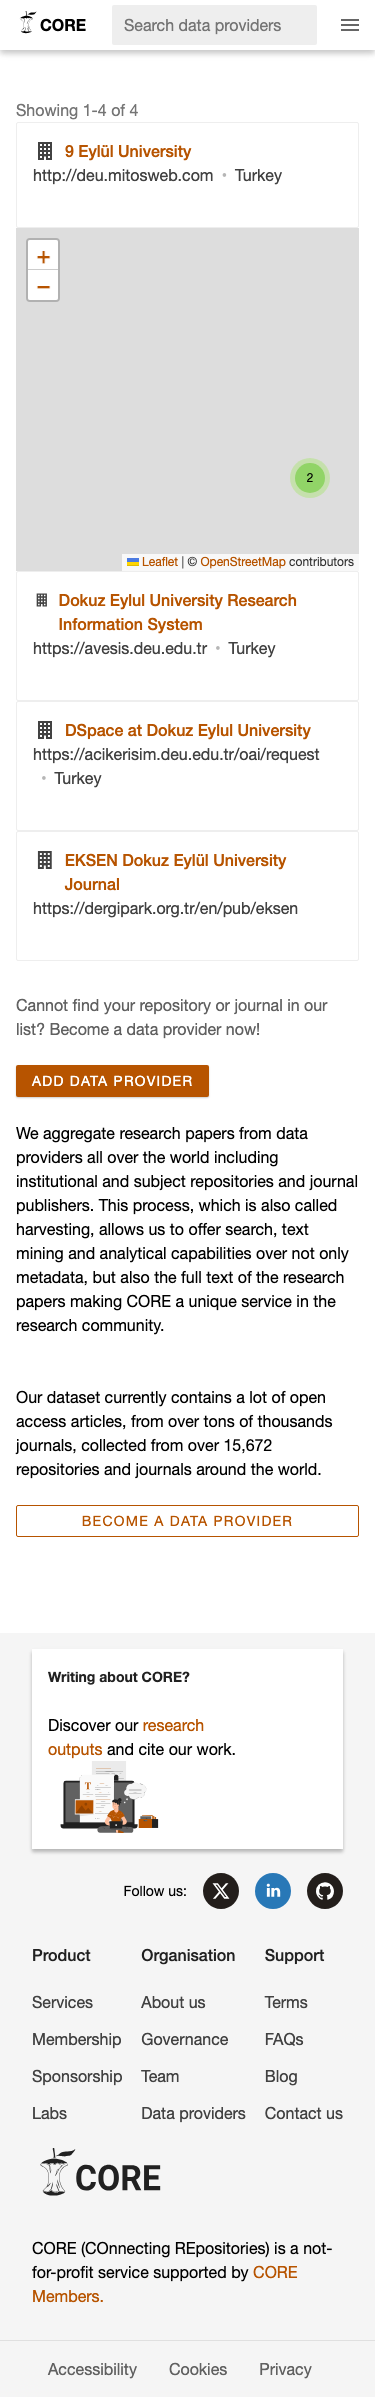 CORE
Search data providers
Showing 1-4 of 4
9 Eylül University
http://deu.mitosweb.com • Turkey
+
−
2
Leaflet | © OpenStreetMap contributors
Dokuz Eylul University Research
Information System
https://avesis.deu.edu.tr • Turkey
DSpace at Dokuz Eylul University
https://acikerisim.deu.edu.tr/oai/request
• Turkey
EKSEN Dokuz Eylül University
Journal
https://dergipark.org.tr/en/pub/eksen
Cannot find your repository or journal in our
list? Become a data provider now!
ADD DATA PROVIDER
We aggregate research papers from data
providers all over the world including
institutional and subject repositories and journal
publishers. This process, which is also called
harvesting, allows us to offer search, text
mining and analytical capabilities over not only
metadata, but also the full text of the research
papers making CORE a unique service in the
research community.
Our dataset currently contains a lot of open
access articles, from over tons of thousands
journals, collected from over 15,672
repositories and journals around the world.
BECOME A DATA PROVIDER
Writing about CORE?
Discover our research
outputs and cite our work.
T
Follow us:
X
in
Product Organisation Support
Services About us Terms
Membership Governance FAQs
Sponsorship Team Blog
Labs Data providers Contact us
CORE
CORE (COnnecting REpositories) is a not-
for-profit service supported by CORE
Members.
Accessibility Cookies Privacy